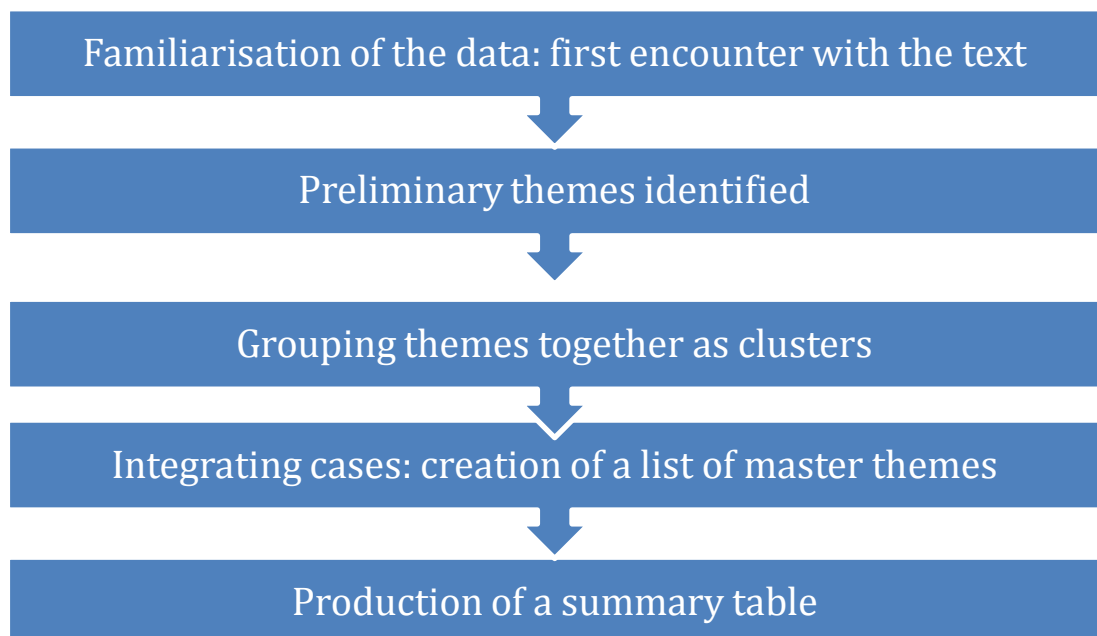 Familiarisation of the data: first encounter with the text
Preliminary themes identified
Grouping themes together as clusters
Integrating cases: creation of a list of master themes
Production of a summary table